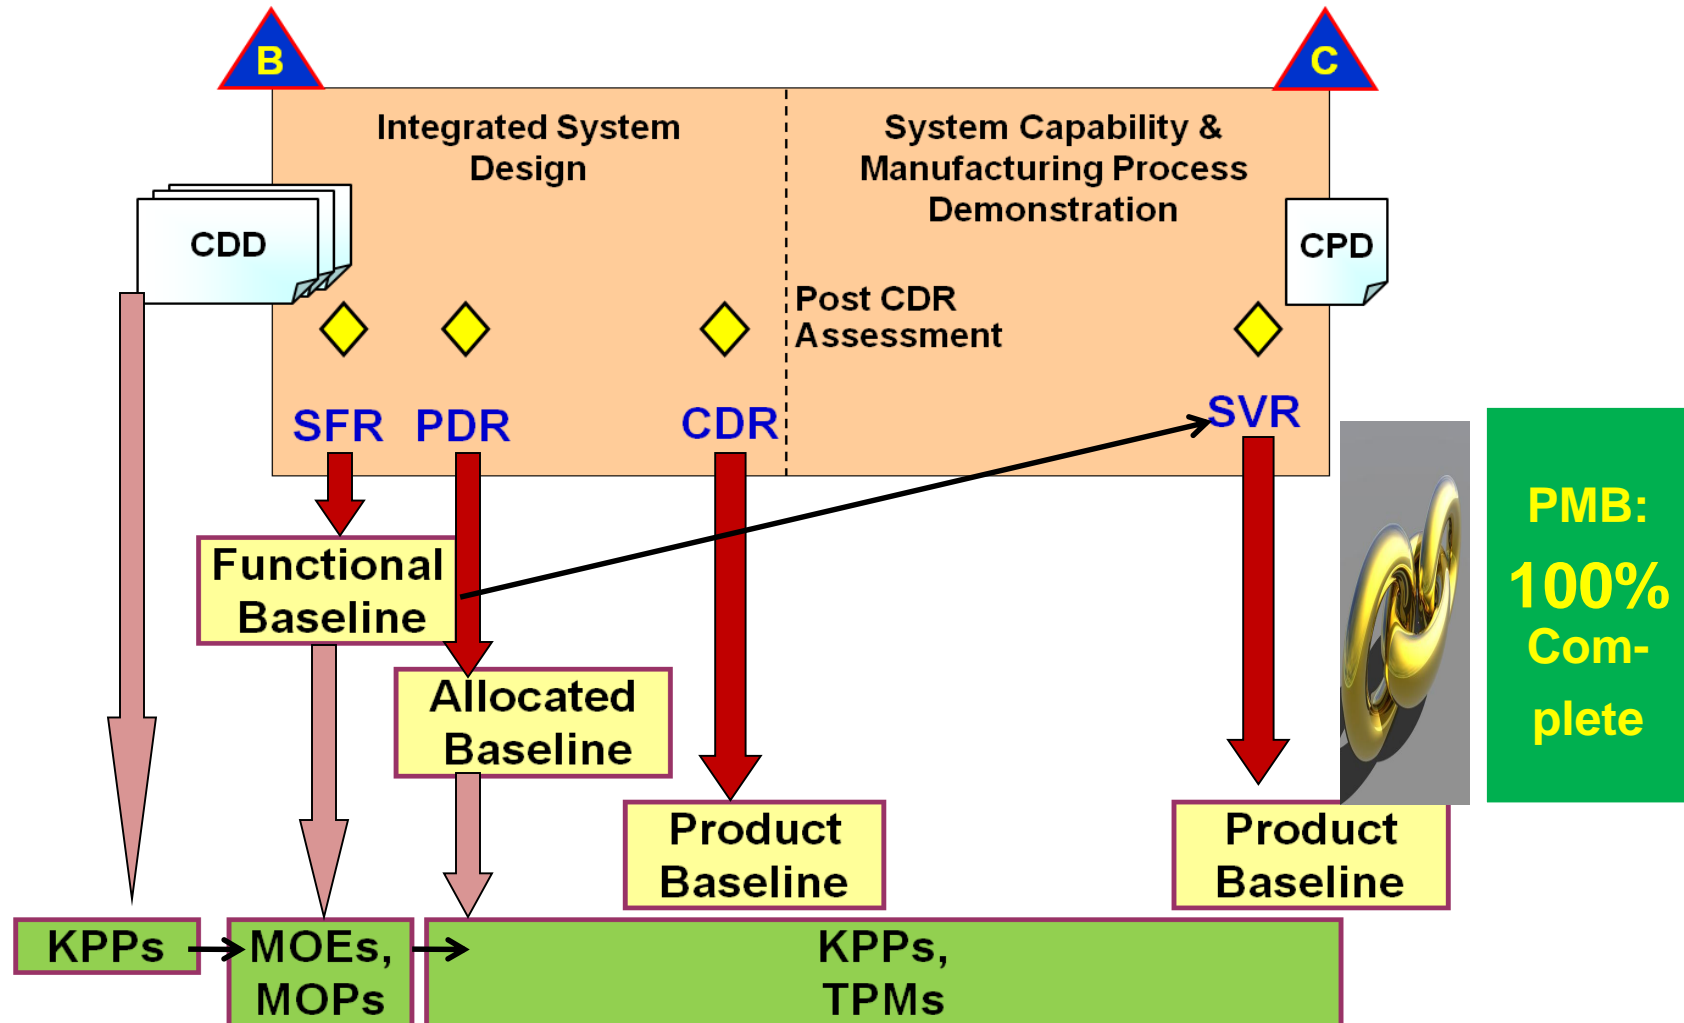 B
C
Integrated System
Design
System Capability &
Manufacturing Process
Demonstration
CDD
CPD
Post CDR
Assessment
SFR
PDR
CDR
SVR
Functional
Baseline
Allocated
Baseline
Product
Baseline
Product
Baseline
PMB:
100%
Com-
plete
KPPs
MOEs,
MOPs
KPPs,
TPMs